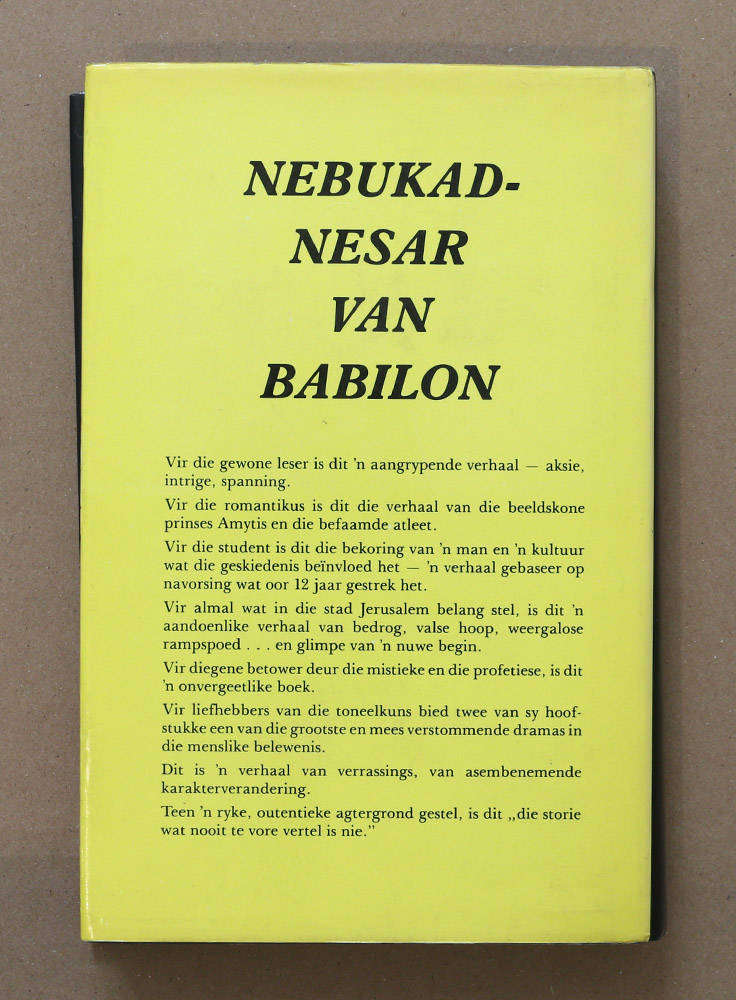 NEBUKAD-
NESAR
VAN
BABILON
Vir die gewone leser is dit 'n aangrypende verhaal — aksie,
intrige, spanning.
Vir die romantikus is dit die verhaal van die beeldskone
prinses Amytis en die befaamde atleet.
Vir die student is dit die bekoring van 'n man en 'n kultuur
wat die geskiedenis beïnvloed het — 'n verhaal gebaseer op
navorsing wat oor 12 jaar gestrek het.
Vir almal wat in die stad Jerusalem belang stel, is dit 'n
aandoenlike verhaal van bedrog, valse hoop, weergalose
rampspoed . . . en glimpe van 'n nuwe begin.
Vir diegene betower deur die mistieke en die profetiese, is dit
'n onvergeetlike boek.
Vir liefhebbers van die toneelkuns bied twee van sy hoof-
stukke een van die grootste en mees verstommende dramas in
die menslike belewenis.
Dit is 'n verhaal van verrassings, van asembenemende
karakterverandering.
Teen 'n ryke, outentieke agtergrond gestel, is dit „die storie
wat nooit te vore vertel is nie."